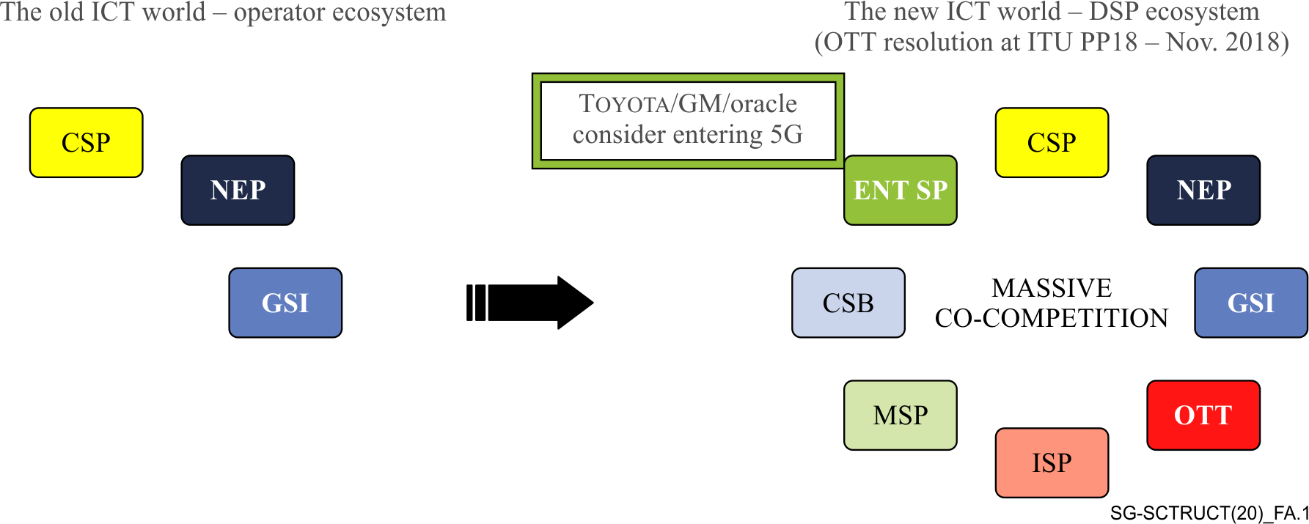 The old ICT world – operator ecosystem
CSP
NEP
GSI
The new ICT world – DSP ecosystem
(OTT resolution at ITU PP18 – Nov. 2018)
TOYOTA/GM/oracle
consider entering 5G
CSP
ENT SP
NEP
CSB
MASSIVE
CO-COMPETITION
GSI
MSP
OTT
ISP
SG-SCTRUCT(20)_FA.1